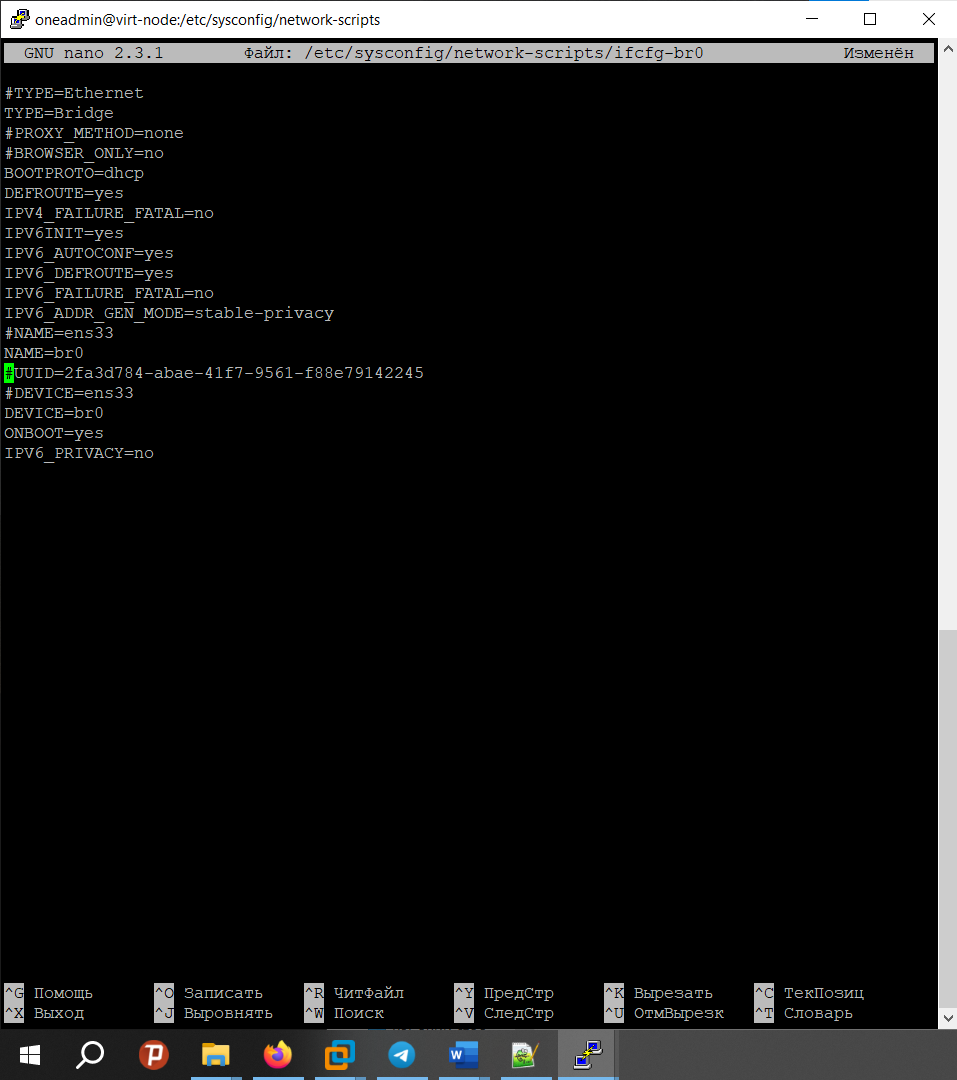 oneadmin@virt-node:/etc/sysconfig/network-scripts
GNU nano 2.3.1 Файл: /etc/sysconfig/network-scripts/ifcfg-br0 Изменён
#TYPE=Ethernet
TYPE=Bridge
#PROXY_METHOD=none
#BROWSER_ONLY=no
BOOTPROTO=dhcp
DEFROUTE=yes
IPV4_FAILURE_FATAL=no
IPV6INIT=yes
IPV6_AUTOCONF=yes
IPV6_DEFROUTE=yes
IPV6_FAILURE_FATAL=no
IPV6_ADDR_GEN_MODE=stable-privacy
#NAME=ens33
NAME=br0
#UUID=2fa3d784-abae-41f7-9561-f88e79142245
#DEVICE=ens33
DEVICE=br0
ONBOOT=yes
IPV6_PRIVACY=no
^G Помощь ^O Записать ^R ЧитФайл ^Y ПредСтр ^K Вырезать ^C ТекПозиц
^X Выход ^J Выровнять ^W Поиск ^V СледСтр ^U ОтмВырезк ^T Словарь